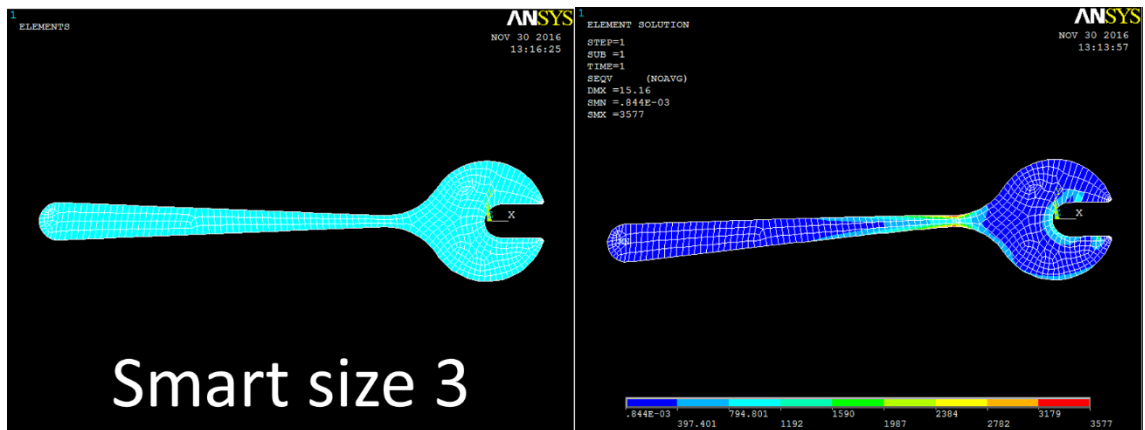 1
ANSYS
ELEMENTS
NOV 30 2016
13:16:25
X
Smart size 3
1
ANSYS
ELEMENT SOLUTION
NOV 30 2016
13:13:57
STEP=1
SUB =1
TIME=1
SEQV (NOAVG)
DMX =15.16
SMN =.844E-03
SMX =3577
X
.844E-03 794.801 1590 2384 3179
397.401 1192 1987 2782 3577